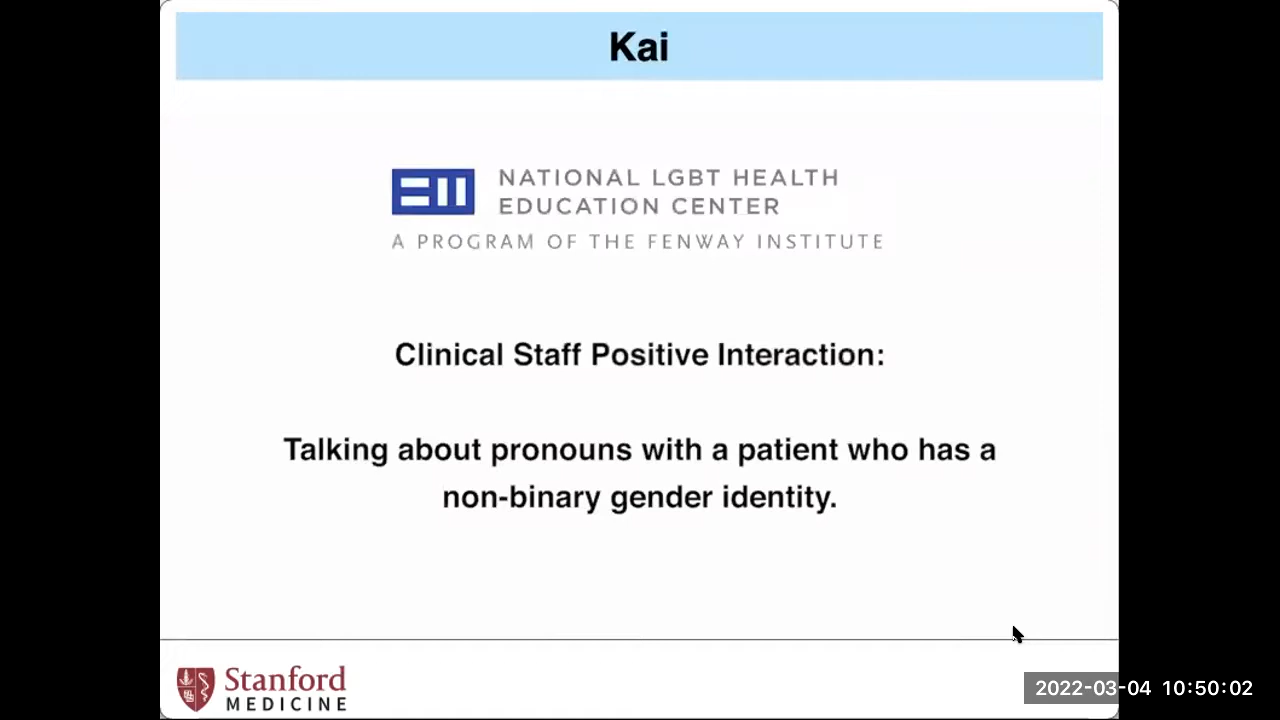 Kai
NATIONAL LGBT HEALTH
EDUCATION CENTER
A PROGRAM OF THE FENWAY INSTITUTE
Clinical Staff Positive Interaction:
Talking about pronouns with a patient who has a
non-binary gender identity.
Stanford
MEDICINE
2022-03-04 10:50:02